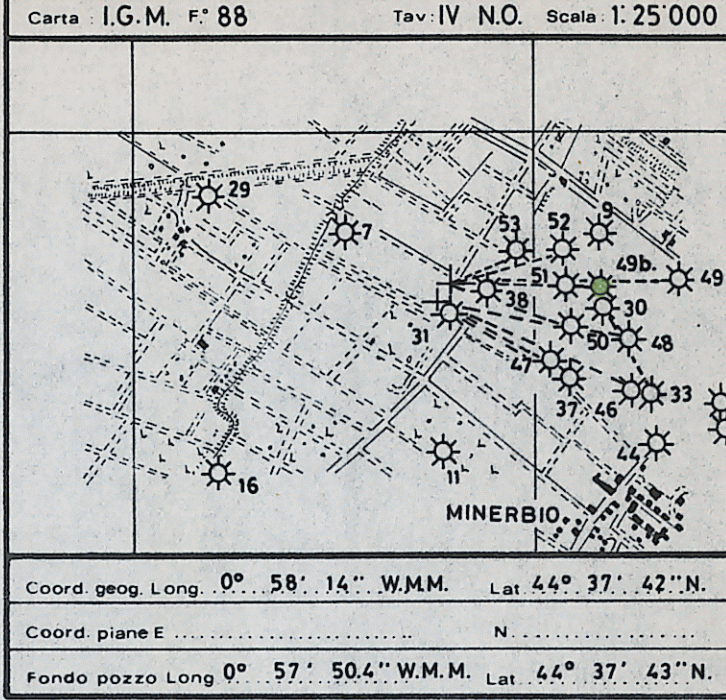 Carta : I.G.M. F.° 88 Tav: IV N.O. Scala : 1: 25'000
29
7
53 52 9
49b. 49
51
38
30
31
50 48
47
37 46 33
44
11
16
MINERBIO
Coord. geog. Long. 0° 58' 14" W.M.M. Lat 44° 37' 42" N.
Coord. piane E N.
Fondo pozzo Long 0° 57' 50.4" W.M.M. Lat 44° 37' 43" N.